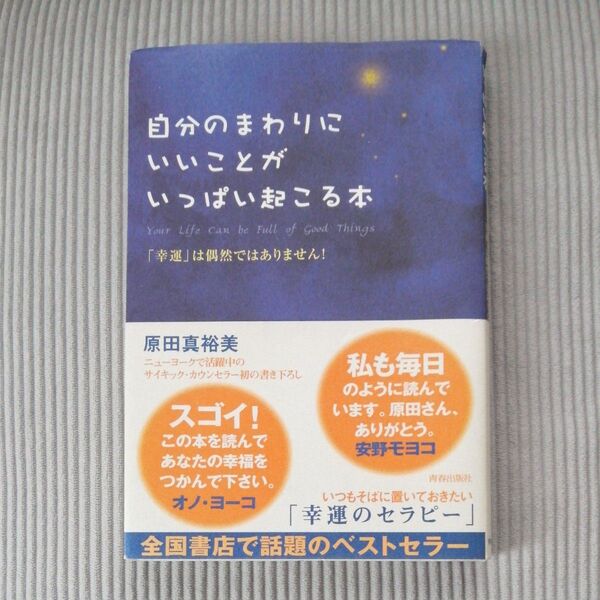 自分のまわりに
いいことが
いっぱい起こる本
Your Life Can be Full of Good Things
「幸運」は偶然ではありません!
原田真裕美
ニューヨークで活躍中の
サイキック・カウンセラー初の書き下ろし
私も毎日
のように読んで
います。原田さん、
ありがとう。
安野モヨコ
スゴイ!
この本を読んで
あなたの幸福を
つかんで下さい。
オノ・ヨーコ
青春出版社
いつもそばに置いておきたい
「幸運のセラピー」
全国書店で話題のベストセラー